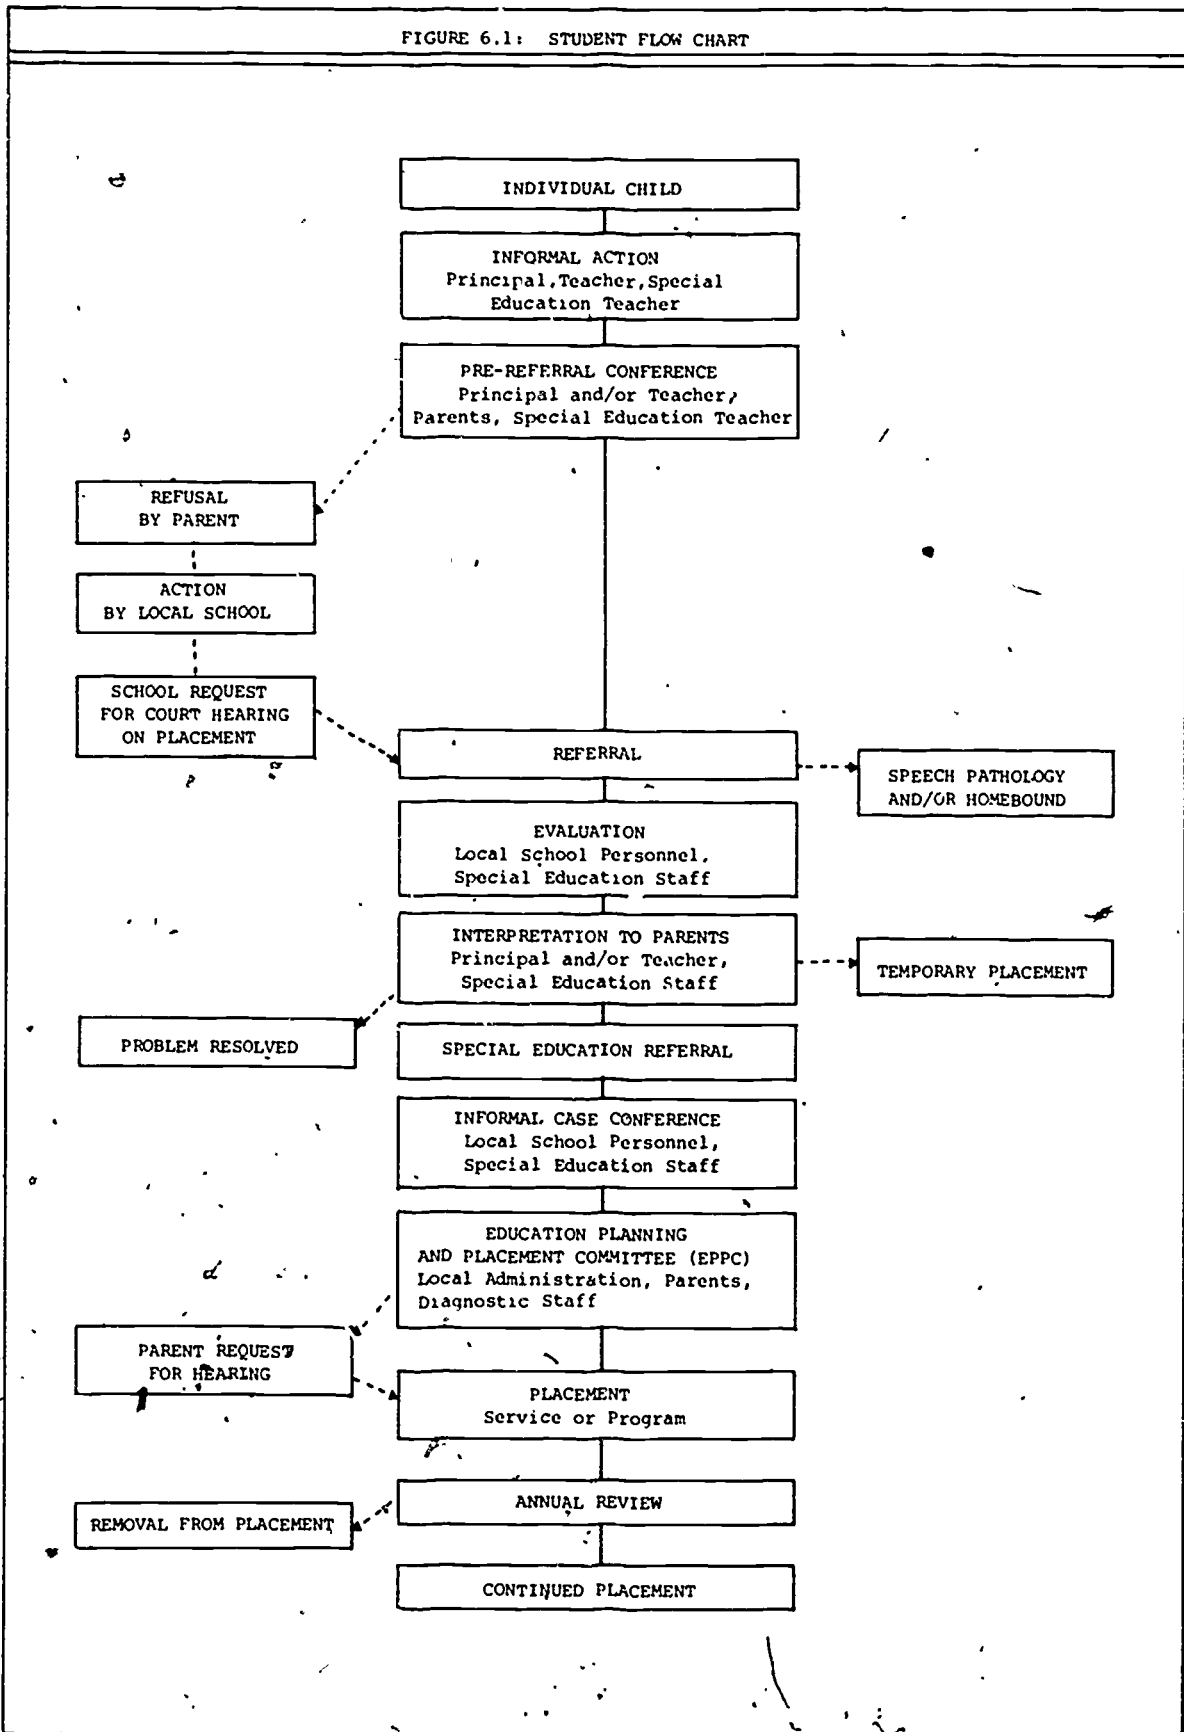 FIGURE 6.1: STUDENT FLOW CHART
INDIVIDUAL CHILD
INFORMAL ACTION
Principal, Teacher, Special
Education Teacher
PRE-REFERRAL CONFERENCE
Principal and/or Teacher,
Parents, Special Education Teacher
REFUSAL
BY PARENT
ACTION
BY LOCAL SCHOOL
SCHOOL REQUEST
FOR COURT HEARING
ON PLACEMENT
REFERRAL
SPEECH PATHOLOGY
AND/OR HOMEBOUND
EVALUATION
Local School Personnel,
Special Education Staff
INTERPRETATION TO PARENTS
Principal and/or Teacher,
Special Education Staff
TEMPORARY PLACEMENT
PROBLEM RESOLVED
SPECIAL EDUCATION REFERRAL
INFORMAL CASE CONFERENCE
Local School Personnel,
Special Education Staff
EDUCATION PLANNING
AND PLACEMENT COMMITTEE (EPPC)
Local Administration, Parents,
Diagnostic Staff
PARENT REQUEST
FOR HEARING
PLACEMENT
Service or Program
ANNUAL REVIEW
REMOVAL FROM PLACEMENT
CONTINUED PLACEMENT